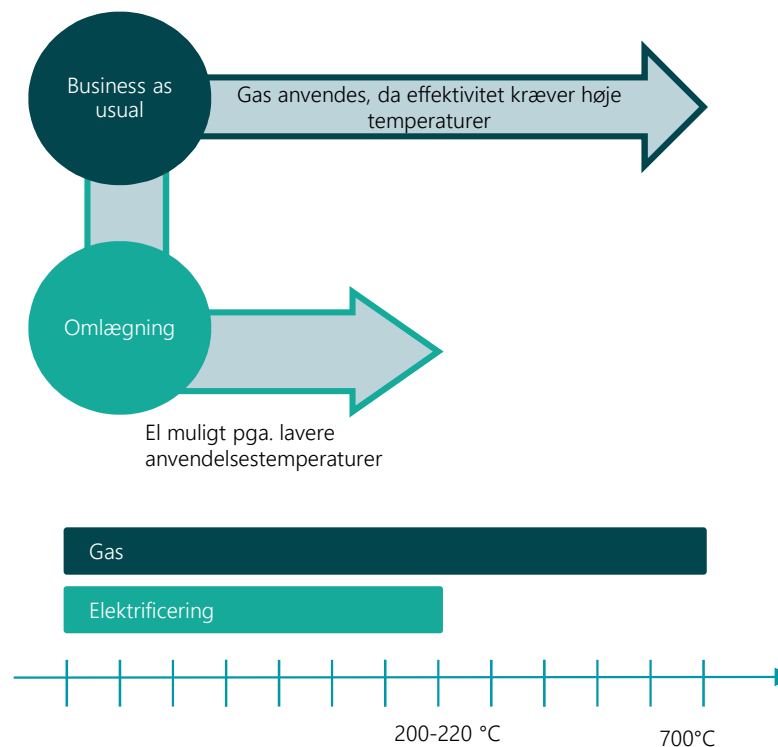 Business as
usual
Gas anvendes, da effektivitet kræver høje
temperaturer
Omlægning
El muligt pga. lavere
anvendelsestemperaturer
Gas
Elektrificering
200-220 °C
700°C